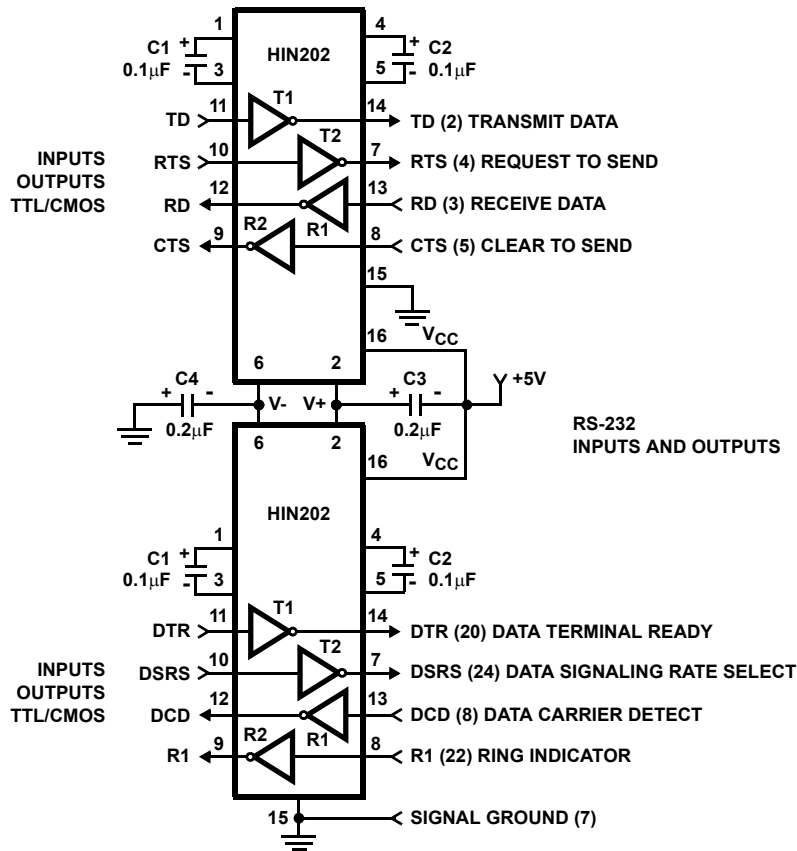 1 HIN202 4
C1 + + C2
0.1μF - 3 5 - 0.1μF
T1
TD 11 14 TD (2) TRANSMIT DATA
T2
INPUTS
OUTPUTS
TTL/CMOS
RTS 10 7 RTS (4) REQUEST TO SEND
RD 12 13 RD (3) RECEIVE DATA
R2 R1
CTS 9 8 CTS (5) CLEAR TO SEND
15
16 VCC
6 2
C4 C3
+ - V- V+ + - +5V
0.2μF 0.2μF
RS-232
INPUTS AND OUTPUTS
6 2
16 VCC
HIN202
1 4
C1 + + C2
0.1μF - 3 5 - 0.1μF
T1
DTR 11 14 DTR (20) DATA TERMINAL READY
T2
INPUTS
OUTPUTS
TTL/CMOS
DSRS 10 7 DSRS (24) DATA SIGNALING RATE SELECT
DCD 12 13 DCD (8) DATA CARRIER DETECT
R2 R1
R1 9 8 R1 (22) RING INDICATOR
15 SIGNAL GROUND (7)